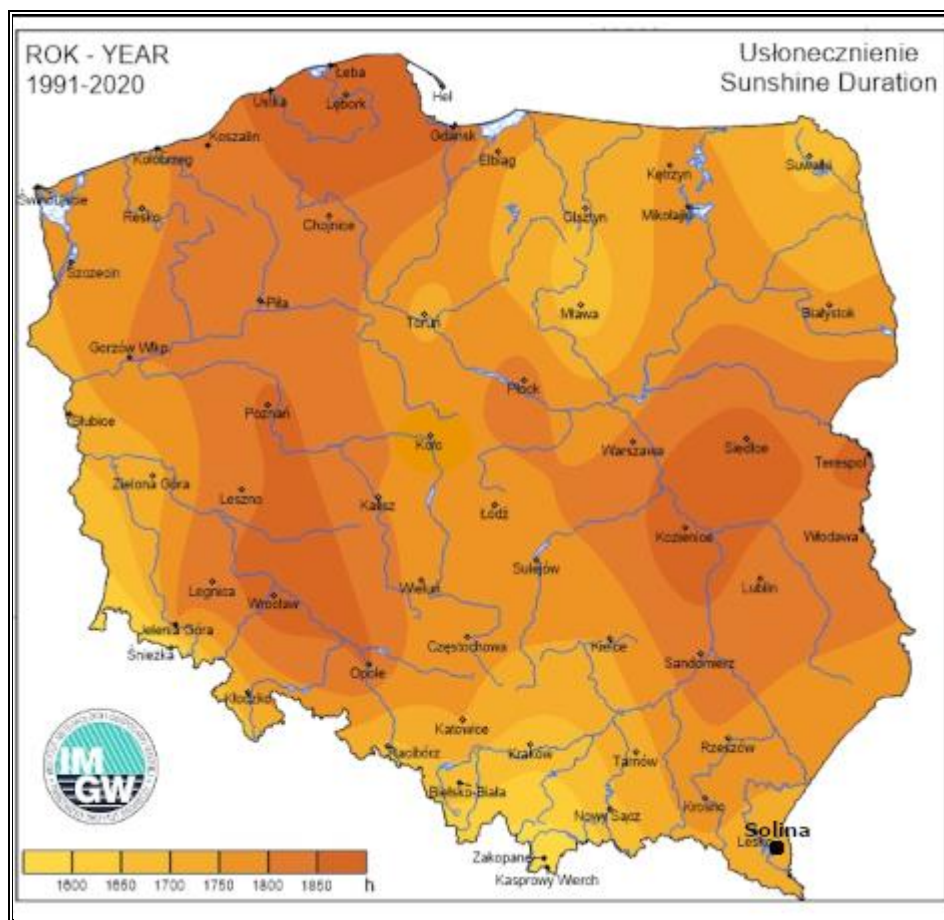 ROK - YEAR
1991-2020
Usłonecznienie
Sunshine Duration
Łeba
Hel
Ustka
Lębork
Gdańsk
Koszalin
Kołobrzeg
Elbląg
Suwałki
Kętrzyn
Świnoujście
Resko
Chojnice
Olsztyn
Mikołajki
Szczecin
Piła
Toruń
Mława
Białystok
Gorzów Wlkp.
Płock
Słubice
Poznań
Koło
Warszawa
Siedlce
Terespol
Zielona Góra
Leszno
Kalisz
Łódź
Kozienice
Włodawa
Sulejów
Legnica
Wrocław
Wieluń
Lublin
Jelenia Góra
Śnieżka
Częstochowa
Kielce
Sandomierz
Opole
Kłodzko
Katowice
Racibórz
Kraków
Tarnów
Rzeszów
IM
GW
Bielsko-Biała
Nowy Sącz
Krosno
Solina
Lesko
Zakopane
Kasprowy Wierch
1600 1650 1700 1750 1800 1850 h